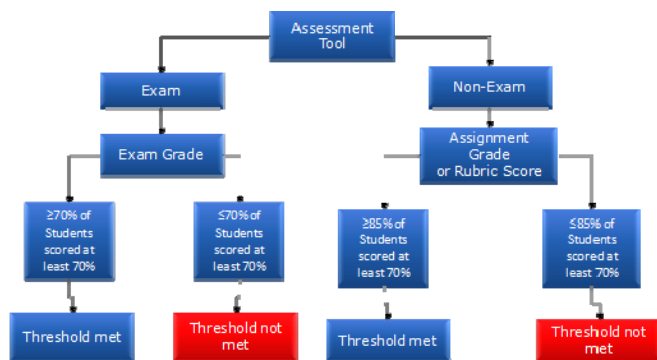 Assessment
Tool
Exam
Non-Exam
Exam Grade
Assignment
Grade
or Rubric Score
≥70% of
Students
scored at
least 70%
≤70% of
Students
scored at
least 70%
≥85% of
Students
scored at
least 70%
≤85% of
Students
scored at
least 70%
Threshold met
Threshold not
met
Threshold met
Threshold not
met